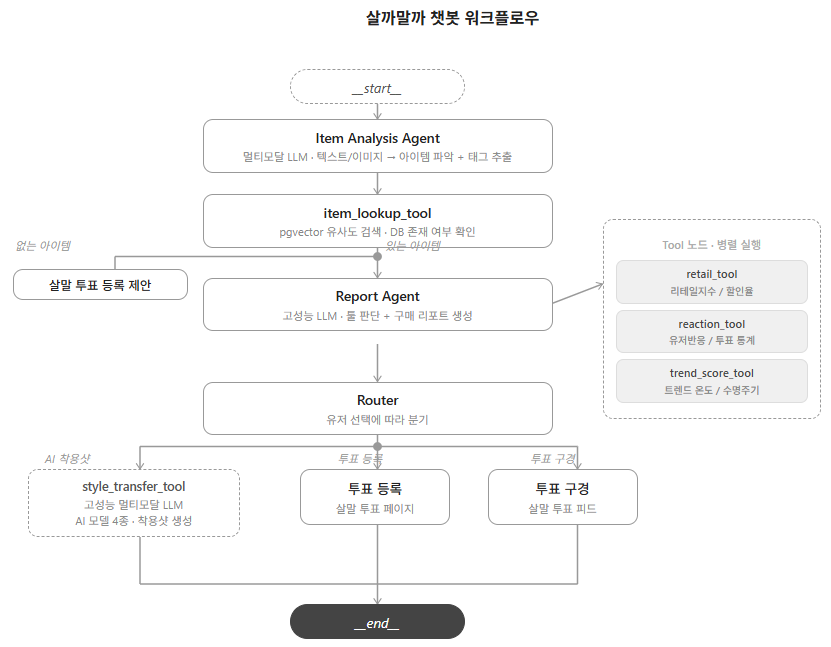 살까말까 챗봇 워크플로우
__start__
Item Analysis Agent
멀티모달 LLM · 텍스트/이미지 → 아이템 파악 + 태그 추출
item_lookup_tool
pgvector 유사도 검색 · DB 존재 여부 확인
없는 아이템
있는 아이템
살말 투표 등록 제안
Report Agent
고성능 LLM · 툴 판단 + 구매 리포트 생성
Tool 노드 · 병렬 실행
retail_tool
리테일지수 / 할인율
reaction_tool
유저반응 / 투표 통계
trend_score_tool
트렌드 온도 / 수명주기
Router
유저 선택에 따라 분기
AI 착용샷
투표 등록
투표 구경
style_transfer_tool
고성능 멀티모달 LLM
AI 모델 4종 · 착용샷 생성
투표 등록
살말 투표 페이지
투표 구경
살말 투표 피드
__end__